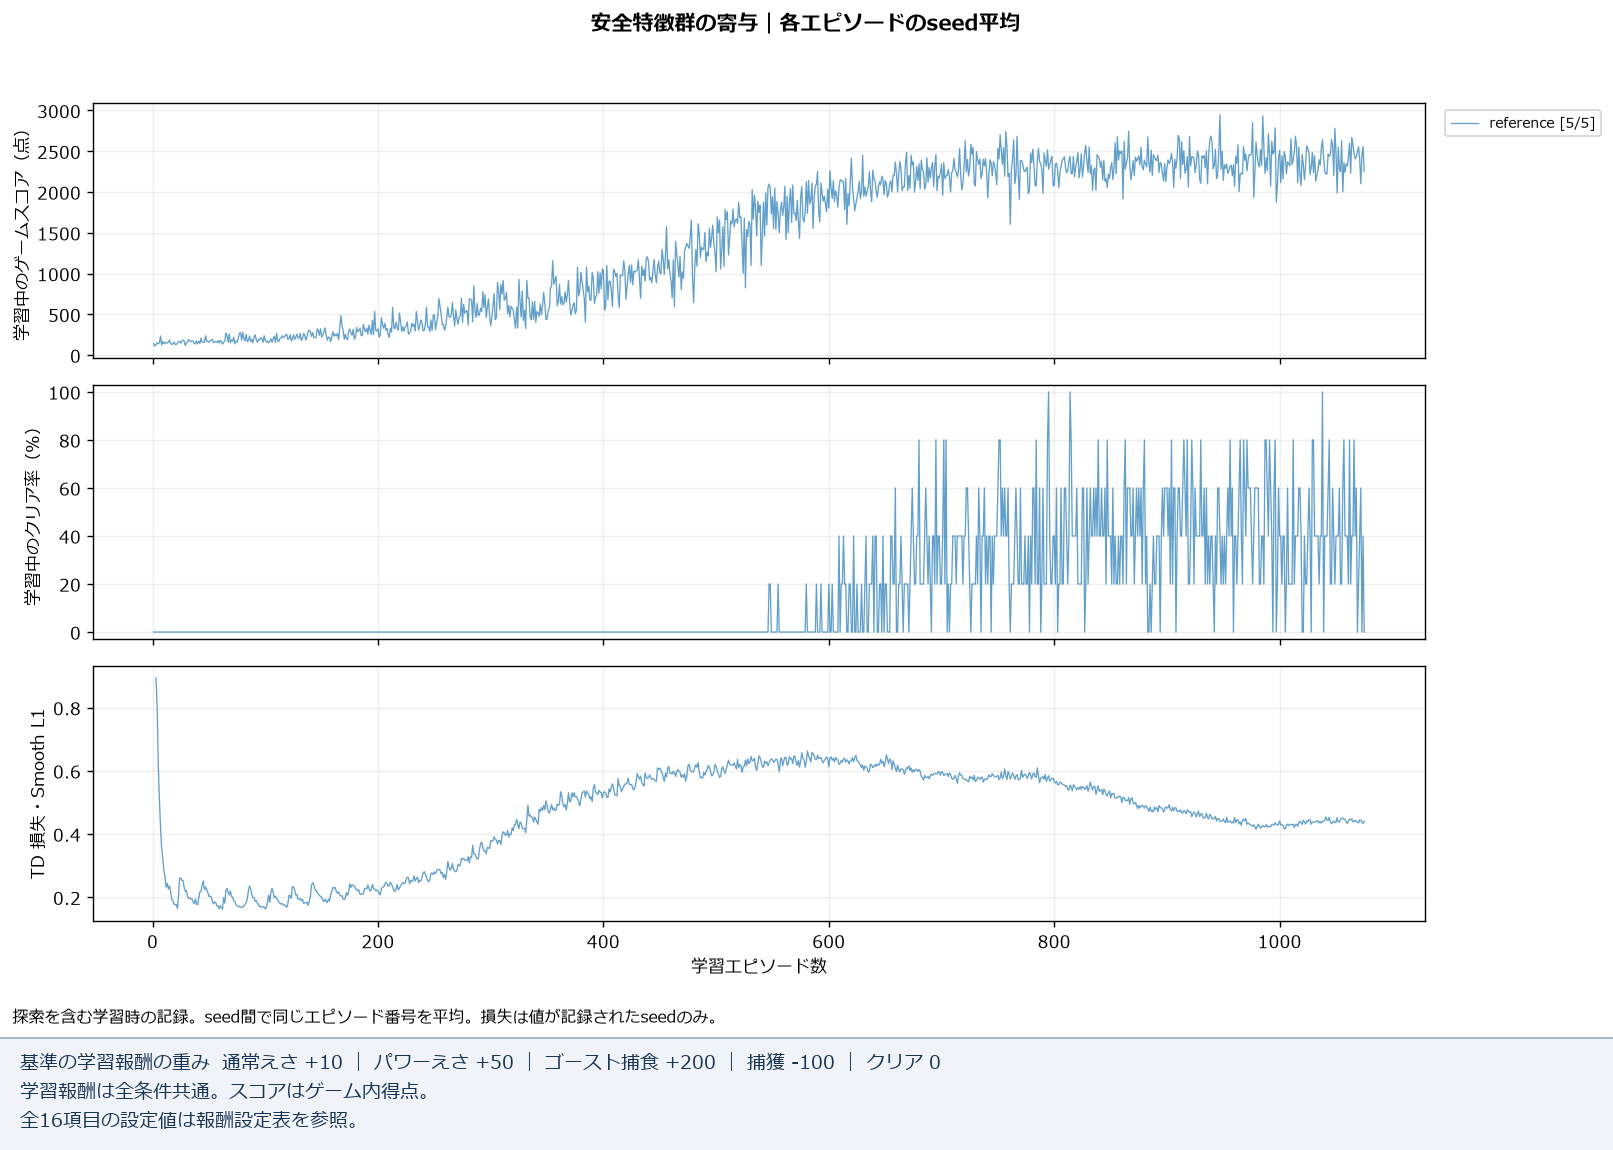 安全特徴群の寄与｜各エピソードのseed平均
reference [5/5]
学習中のゲームスコア（点）
3000
2500
2000
1500
1000
500
0
学習中のクリア率（%）
100
80
60
40
20
0
TD 損失・Smooth L1
0.8
0.6
0.4
0.2
0
200
400
600
800
1000
学習エピソード数
探索を含む学習時の記録。seed間で同じエピソード番号を平均。損失は値が記録されたseedのみ。
基準の学習報酬の重み 通常えさ +10 ｜ パワーえさ +50 ｜ ゴースト捕食 +200 ｜ 捕獲 -100 ｜ クリア 0
学習報酬は全条件共通。スコアはゲーム内得点。
全16項目の設定値は報酬設定表を参照。